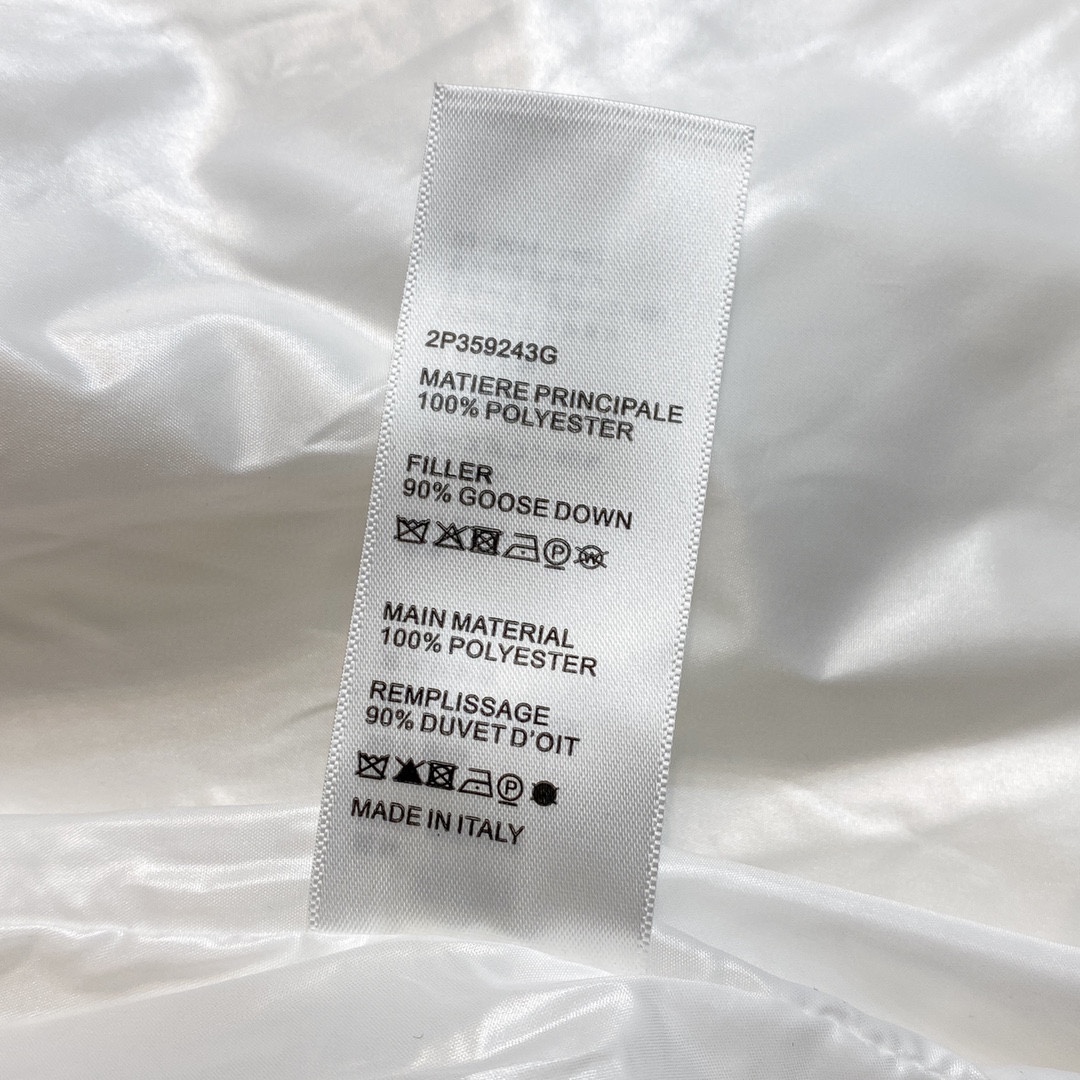 2P359243G
MATIERE PRINCIPALE
100% POLYESTER
FILLER
90% GOOSE DOWN
P W
MAIN MATERIAL
100% POLYESTER
REMPLISSAGE
90% DUVET D'OIT
P
MADE IN ITALY